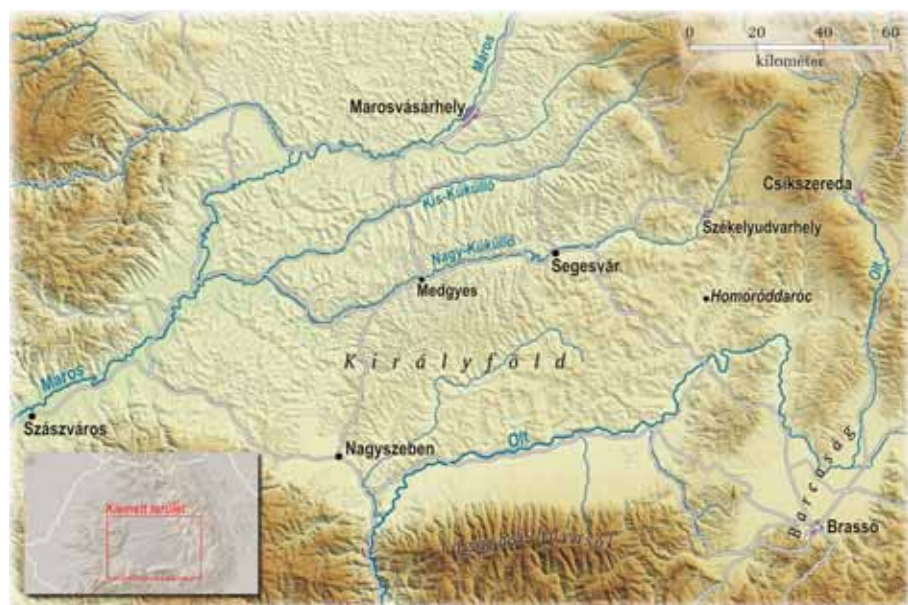 0 20 40 60
kilométer
Maros
Marosvásárhely
Kis-Küküllő
Csíkszereda
Székelyudvarhely
Nagy-Küküllő
Segesvár
Olt
Medgyes
Homoróddaróc
Királyföld
Maros
Szászváros
Nagyszeben
Olt
Barcaság
Kiemelt terület
Brassó